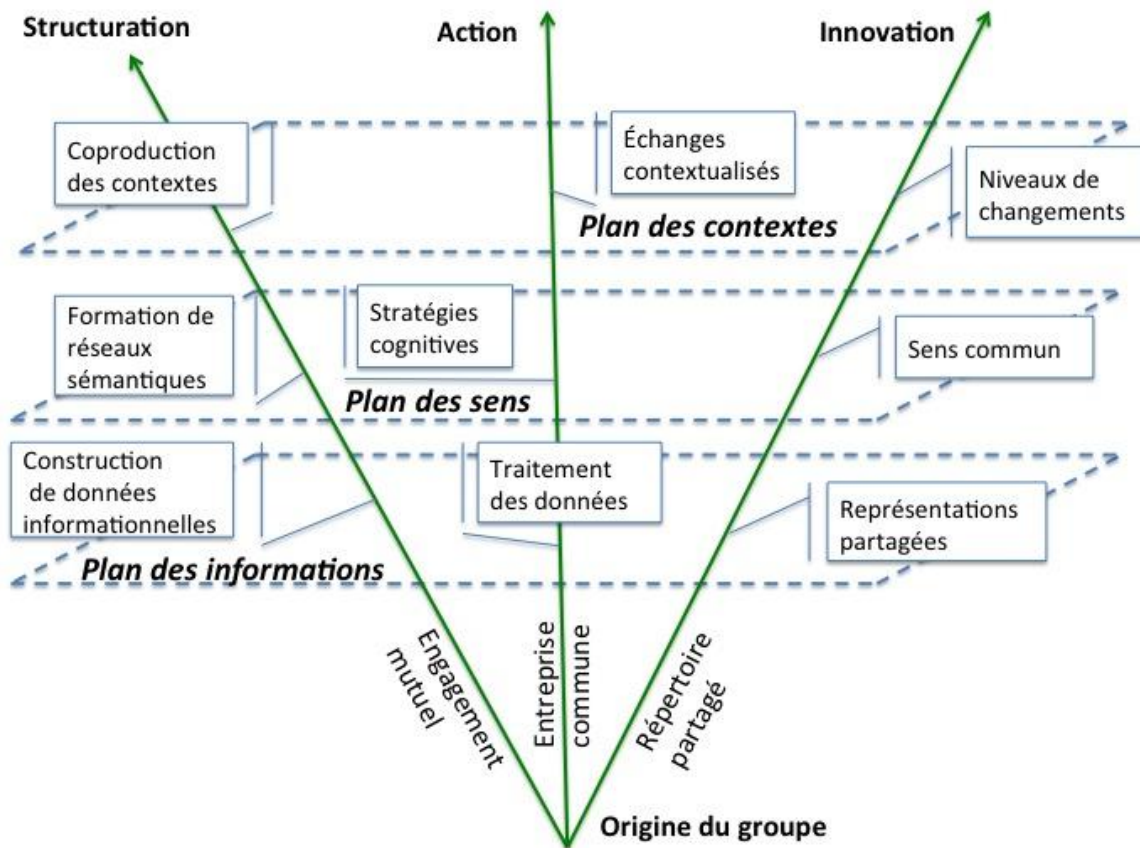 Structuration
Action
Innovation
Coproduction
des contextes
Échanges
contextualisés
Niveaux de
changements
Plan des contextes
Formation de
réseaux
sémantiques
Stratégies
cognitives
Sens commun
Plan des sens
Construction
de données
informationnelles
Traitement
des données
Représentations
partagées
Plan des informations
Engagement
mutuel
Entreprise
commune
Répertoire
partagé
Origine du groupe